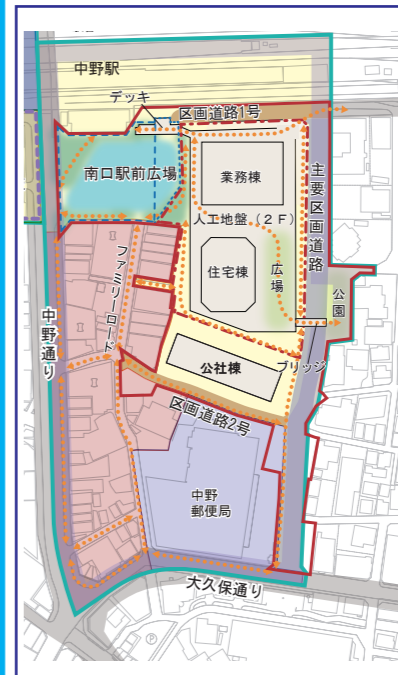 中野駅
デッキ
区画道路1号
南口駅前広場
業務棟
主要区画道路
人工地盤（2F）
ファミリーロード
住宅棟
広場
公園
中野通り
ブリッジ
公社棟
区画道路2号
中野
郵便局
大久保通り
P